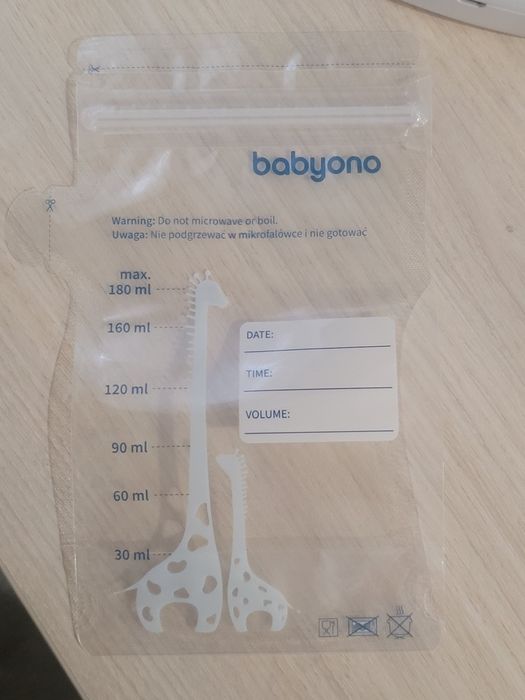 babyono
Warning: Do not microwave or boil.
Uwaga: Nie podgrzewać w mikrofalówce i nie gotować
max.
180 ml
160 ml
120 ml
90 ml
60 ml
30 ml
DATE:
TIME:
VOLUME: